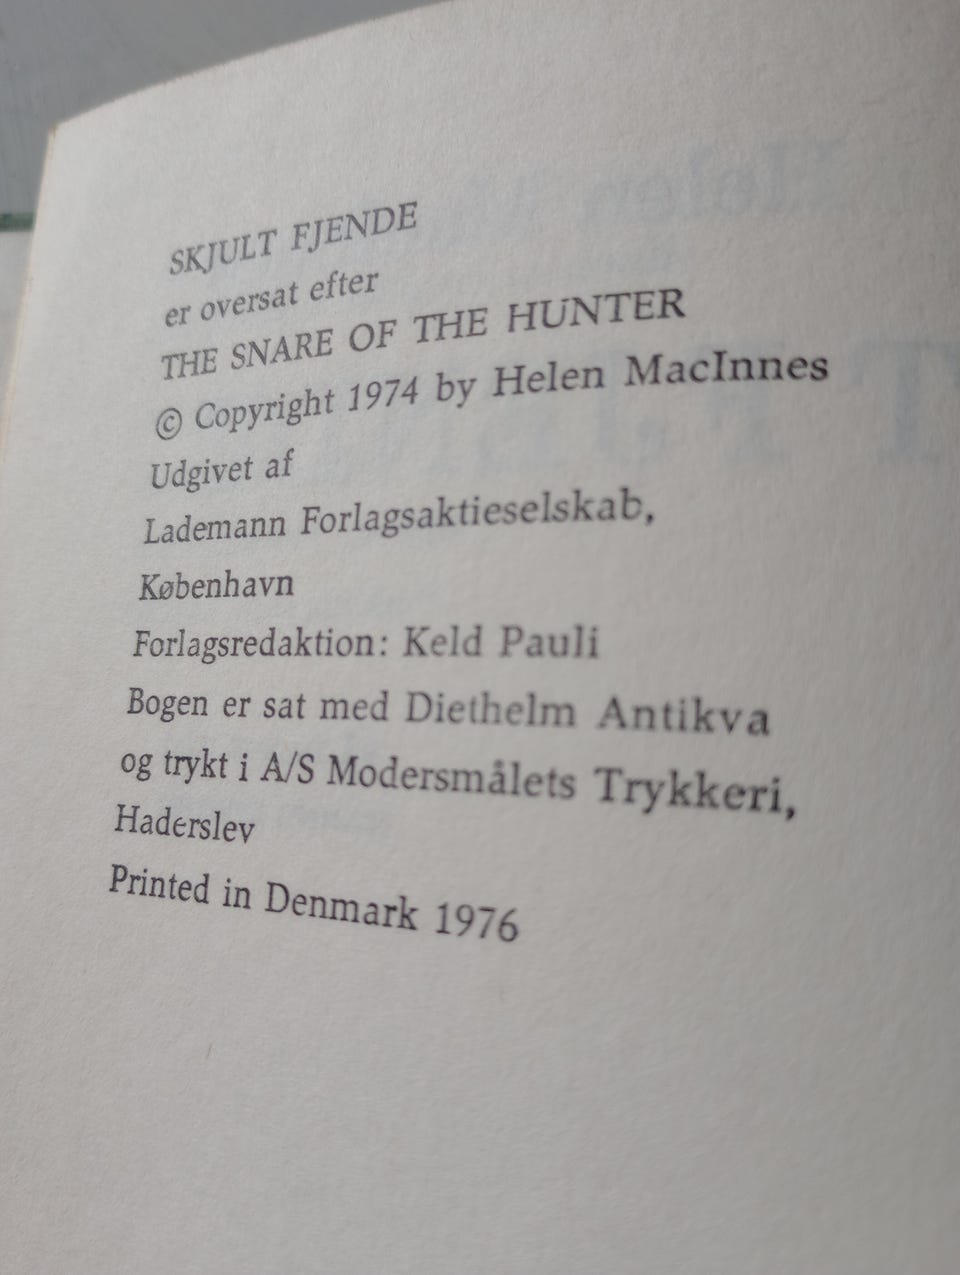 SKJULT FJENDE
er oversat efter
THE SNARE OF THE HUNTER
© Copyright 1974 by Helen MacInnes
Udgivet af
Lademann Forlagsaktieselskab,
København
Forlagsredaktion: Keld Pauli
Bogen er sat med Diethelm Antikva
og trykt i A/S Modersmålets Trykkeri,
Haderslev
Printed in Denmark 1976